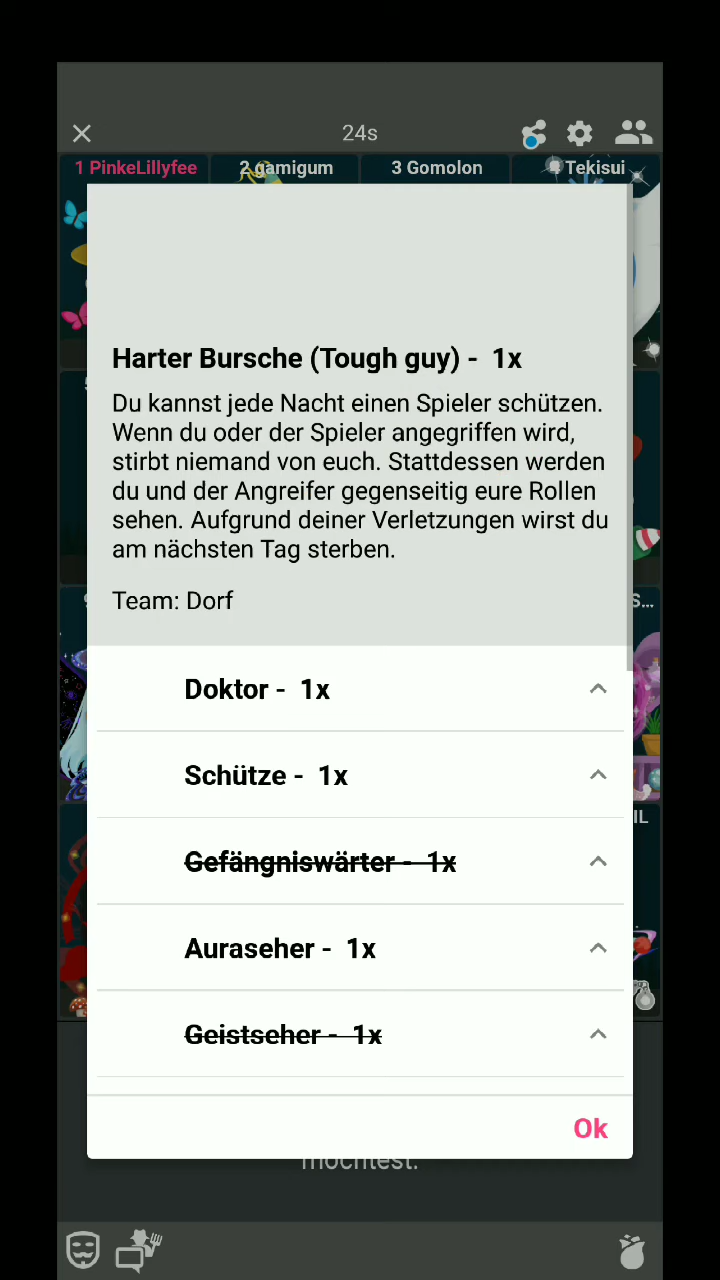 24s
1 PinkeLillyfee
2 gamigum
3 Gomolon
4 Tekisui
Harter Bursche (Tough guy) - 1x
Du kannst jede Nacht einen Spieler schützen.
Wenn du oder der Spieler angegriffen wird,
stirbt niemand von euch. Stattdessen werden
du und der Angreifer gegenseitig eure Rollen
sehen. Aufgrund deiner Verletzungen wirst du
am nächsten Tag sterben.
Team: Dorf
Doktor - 1x
Schütze - 1x
Gefängniswärter - 1x
Auraseher - 1x
Geistseher - 1x
Ok
möchtest.